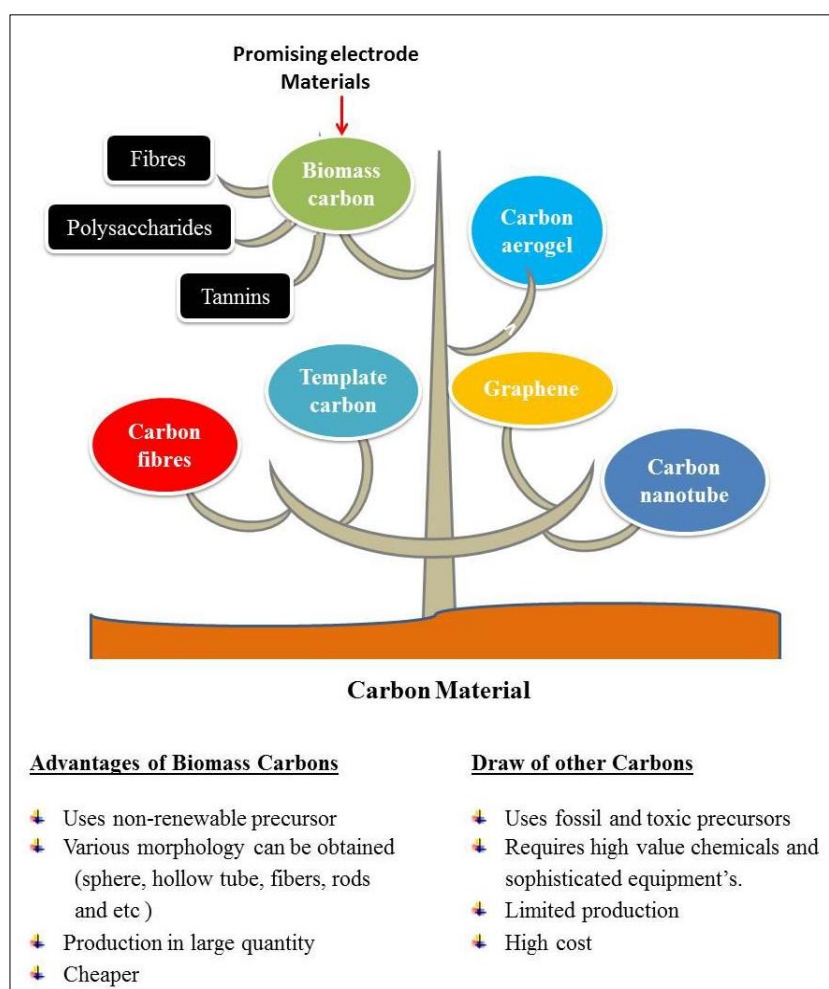 Promising electrode
Materials
Fibres
Biomass
carbon
Polysaccharides
Carbon
aerogel
Tannins
Template
carbon
Graphene
Carbon
fibres
Carbon
nanotube
Carbon Material
Advantages of Biomass Carbons
Uses non-renewable precursor
Various morphology can be obtained
(sphere, hollow tube, fibers, rods
and etc )
Production in large quantity
Cheaper
Draw of other Carbons
Uses fossil and toxic precursors
Requires high value chemicals and
sophisticated equipment's.
Limited production
High cost